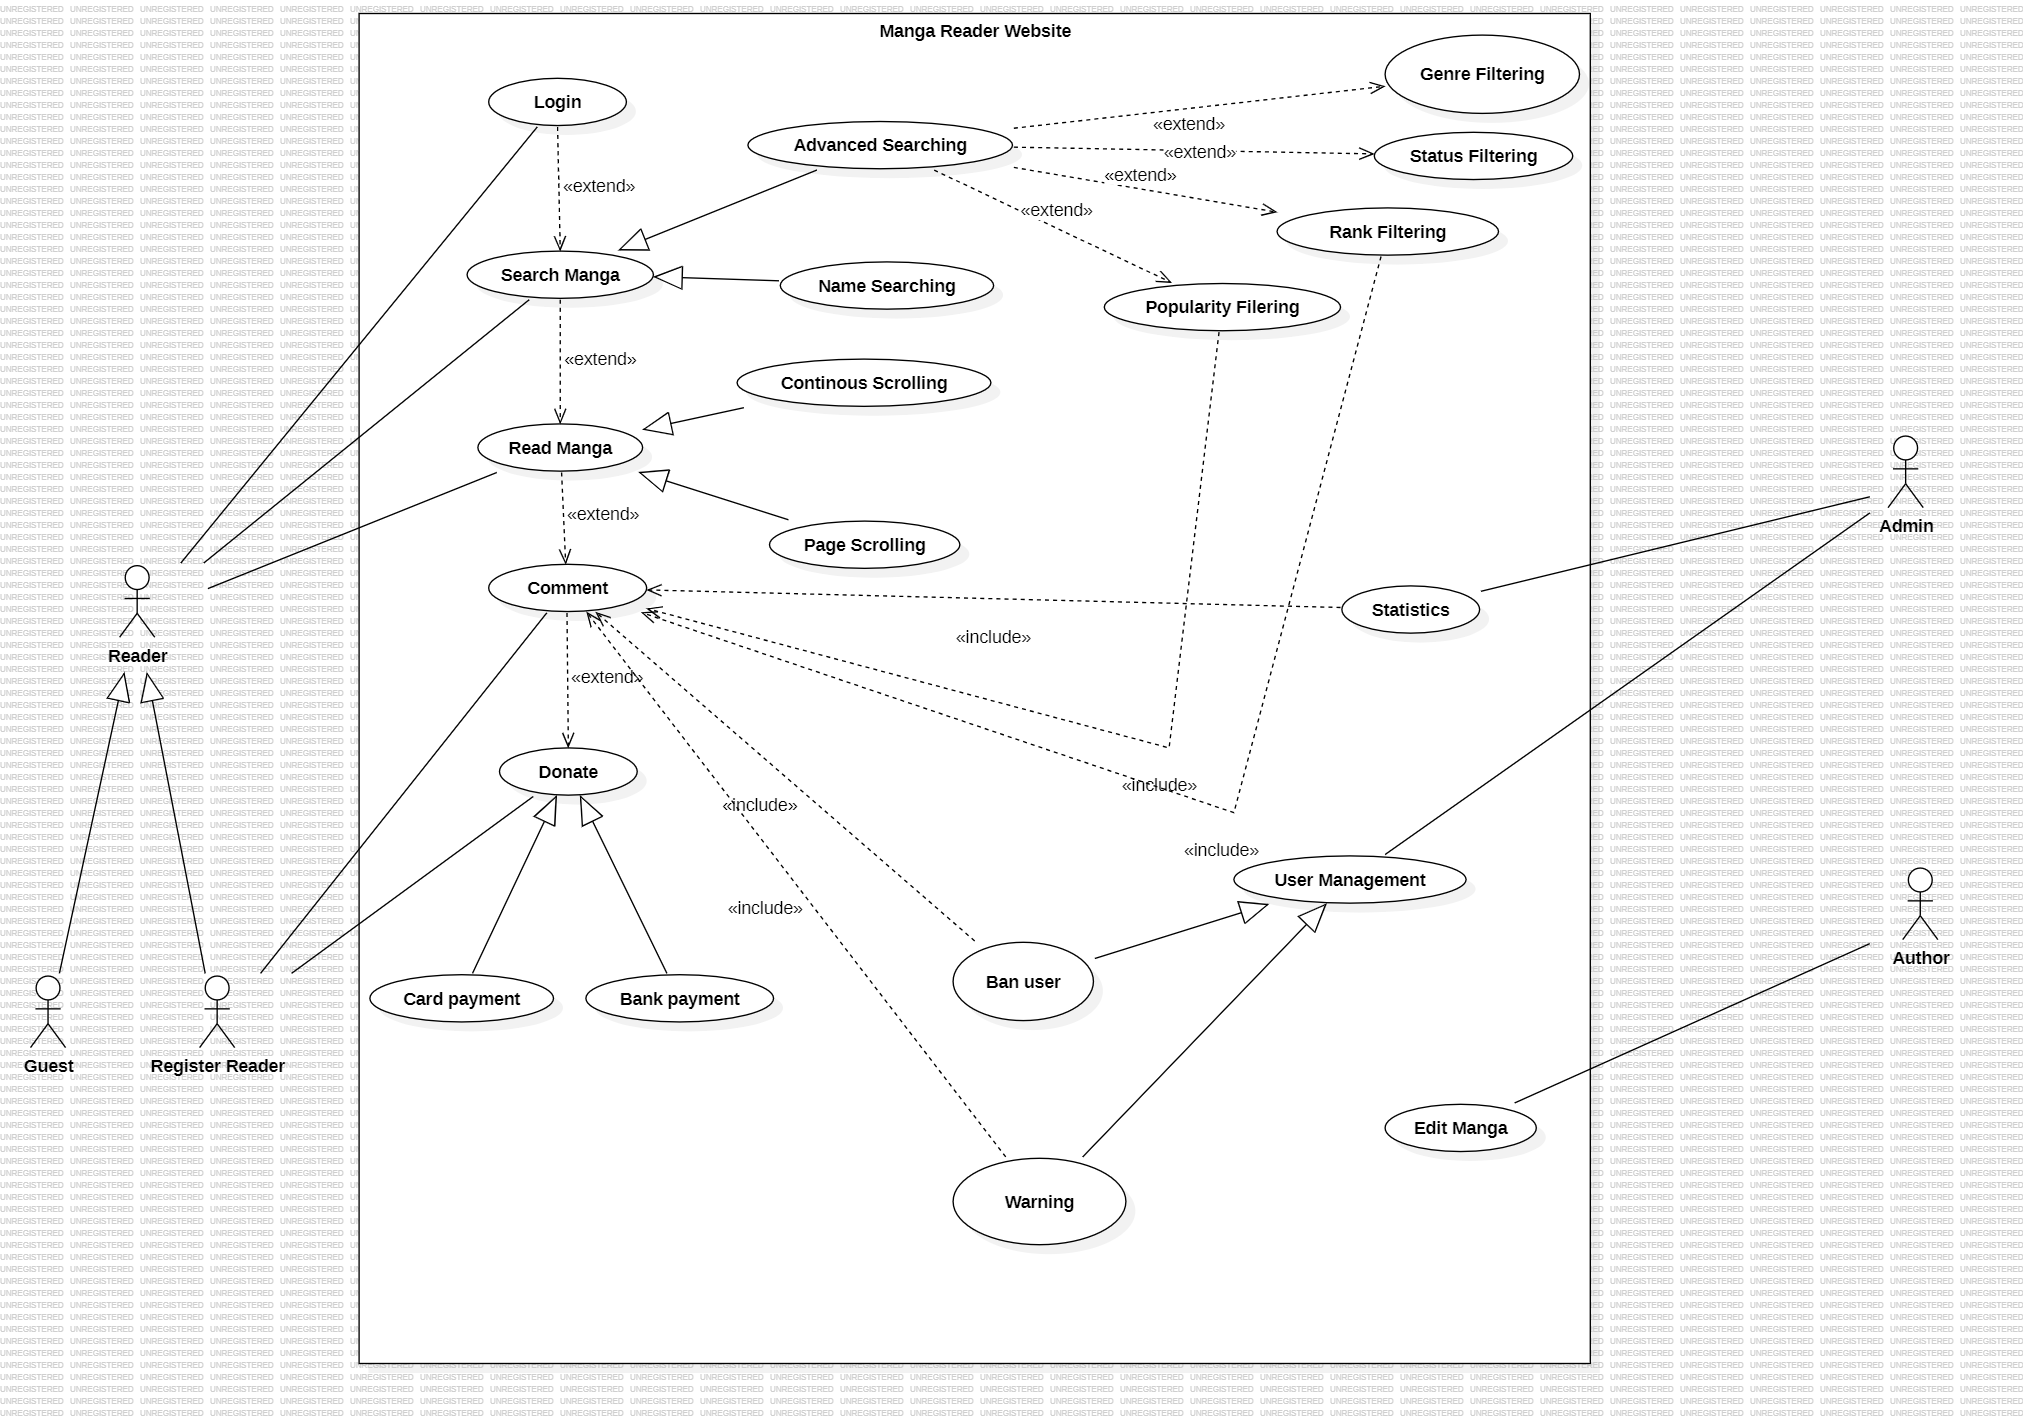 Manga Reader Website
Genre Filtering
Login
«extend»
Advanced Searching
«extend»
Status Filtering
«extend»
«extend»
«extend»
Rank Filtering
Search Manga
Name Searching
Popularity Filering
«extend»
Continous Scrolling
Read Manga
«extend»
Page Scrolling
Admin
Comment
Statistics
«include»
Reader
«extend»
Donate
«include»
«include»
«include»
User Management
«include»
Author
Ban user
Card payment
Bank payment
Guest
Register Reader
Edit Manga
Warning
UNREGISTERED